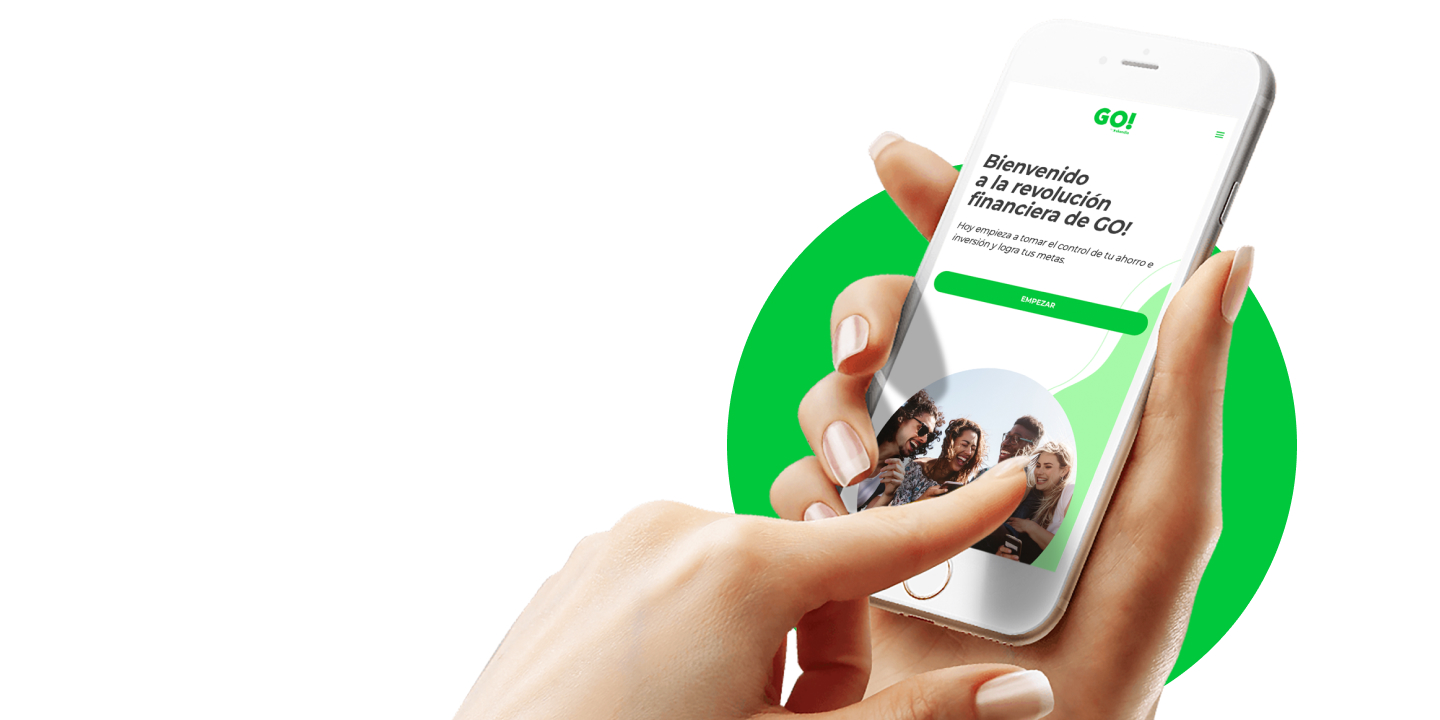 GO!
Bienvenido
a la revolución
financiera de GO!
Hoy empieza a tomar el control de tu ahorro e
inversión y logra tus metas.
EMPEZAR